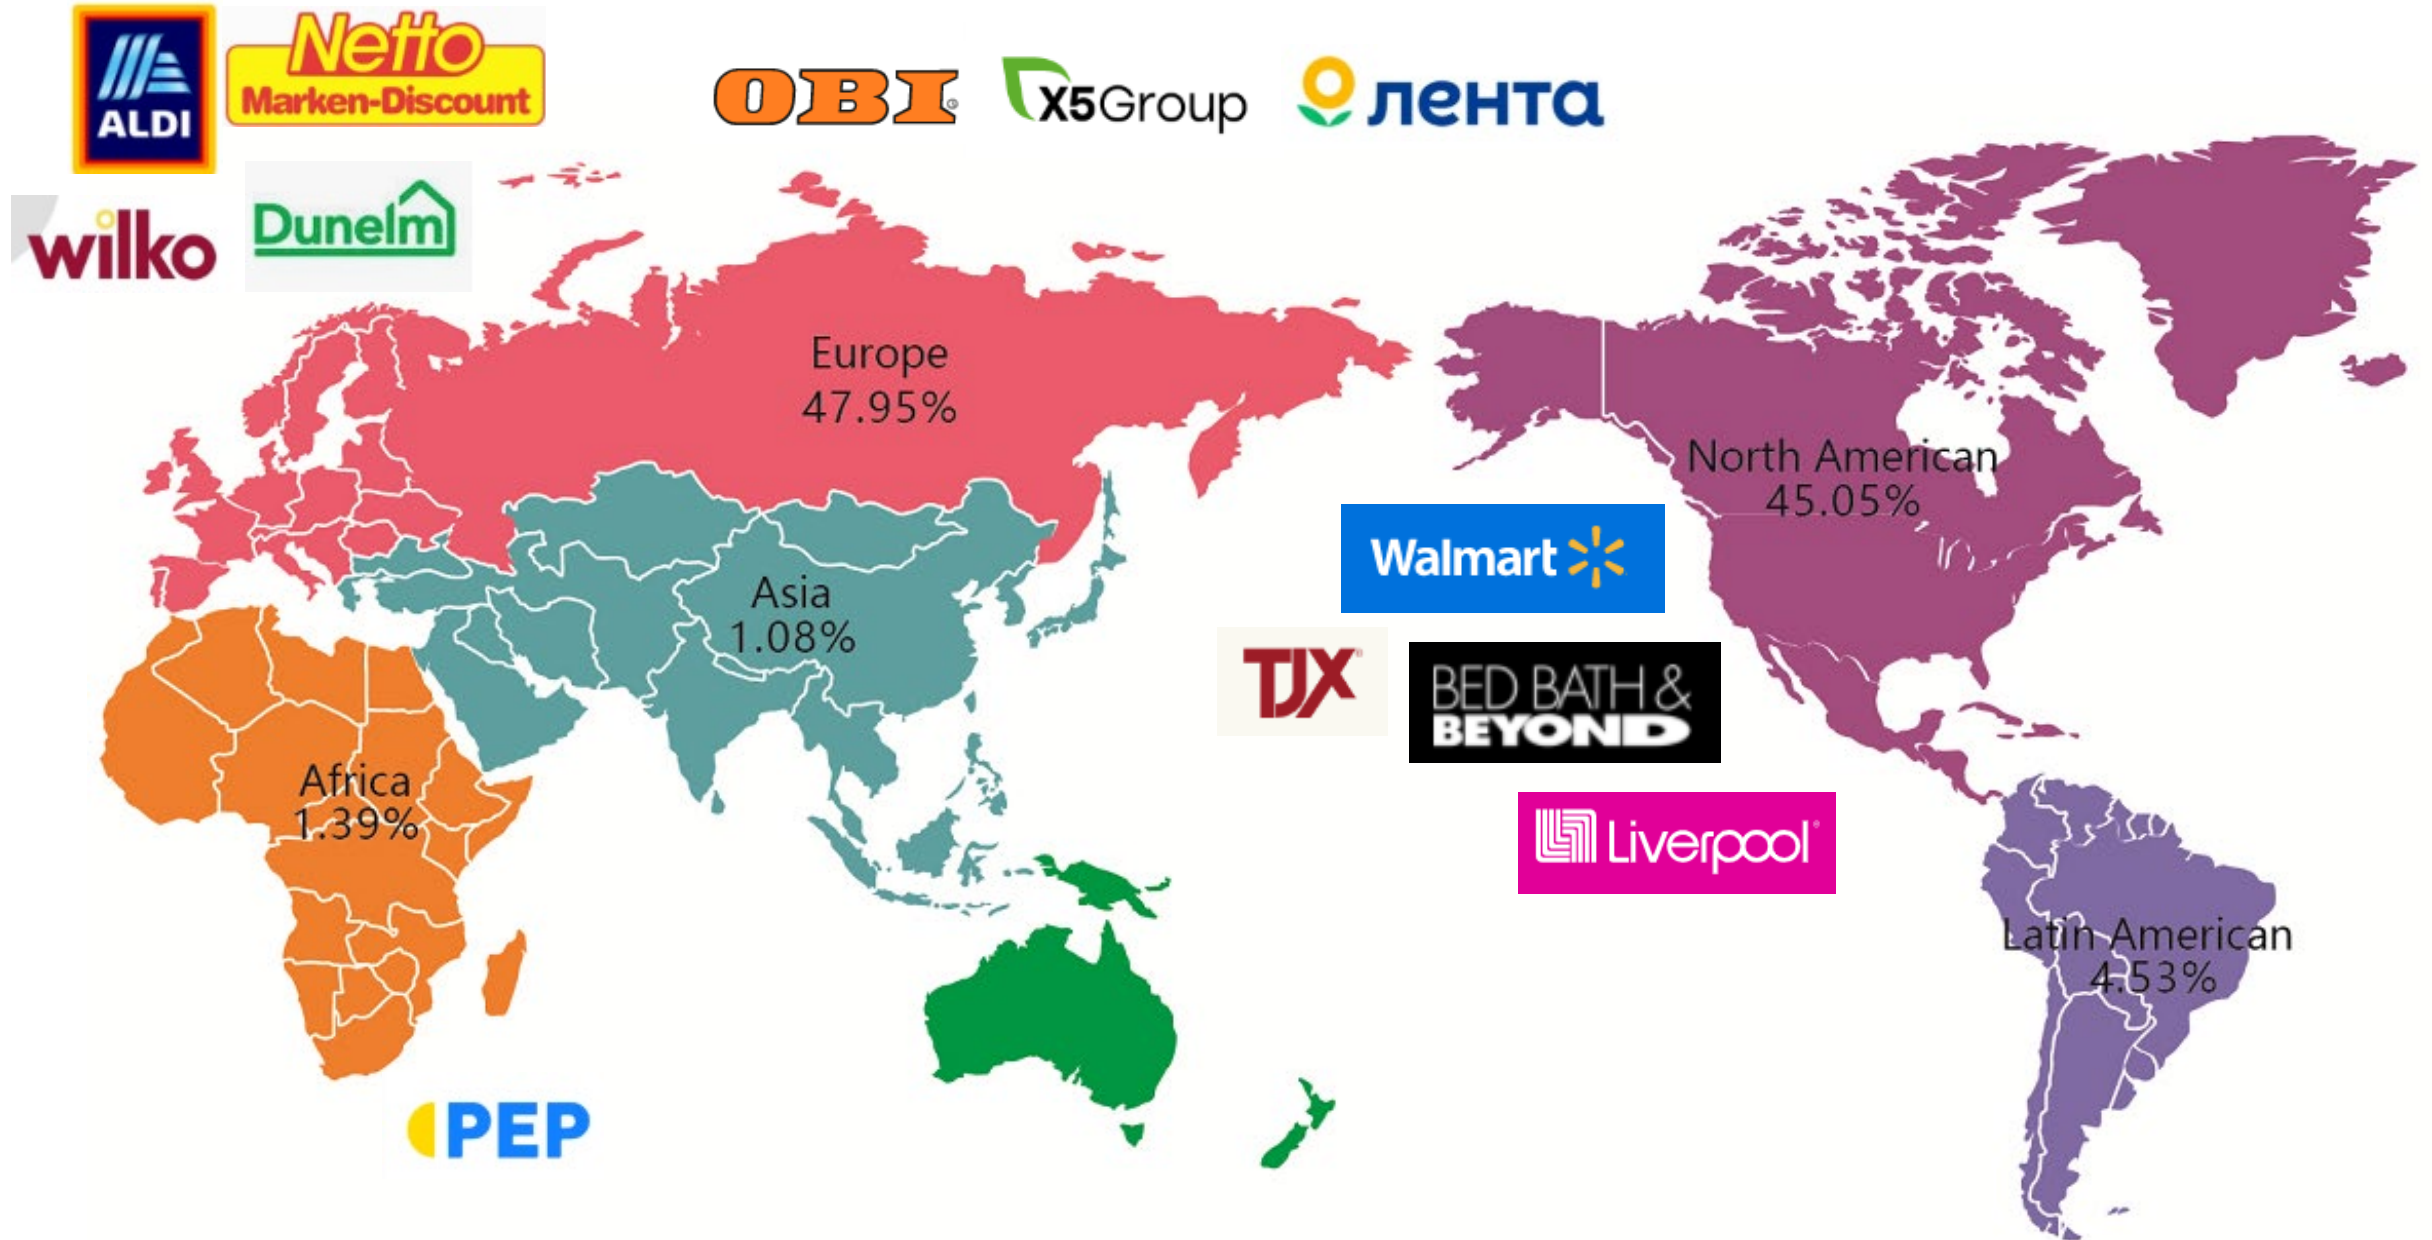 ALDI
Netto
Marken-Discount
OBI
X5Group
лента
wilko
Dunelm
Europe
47.95%
North American
45.05%
Walmart
Asia
1.08%
TJX
BED BATH &
BEYOND
Africa
1.39%
Liverpool
Latin American
4.53%
PEP